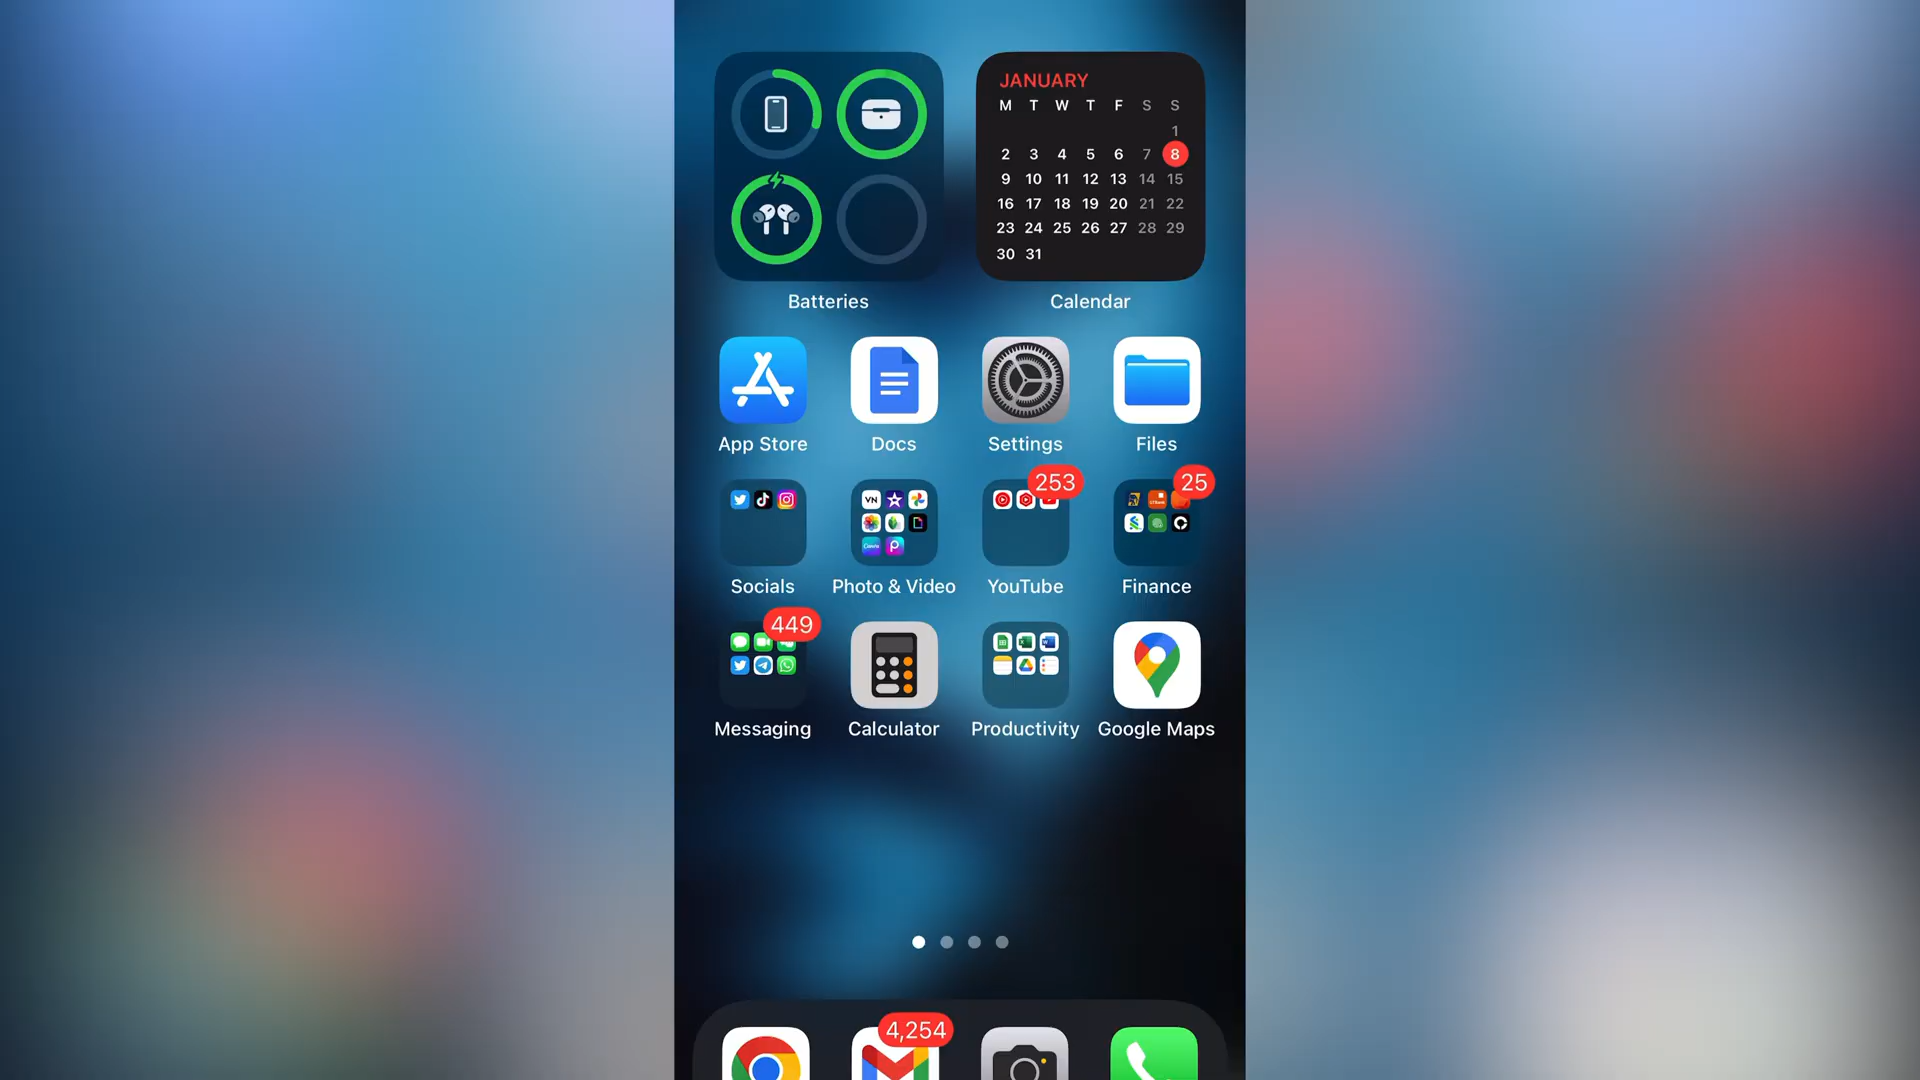 JANUARY
M T W T F S S
1
2 3 4 5 6 7 8
9 10 11 12 13 14 15
16 17 18 19 20 21 22
23 24 25 26 27 28 29
30 31
Batteries Calendar
App Store Docs Settings Files
253 25
VN
Socials Photo & Video YouTube Finance
449
Messaging Calculator Productivity Google Maps
4,254